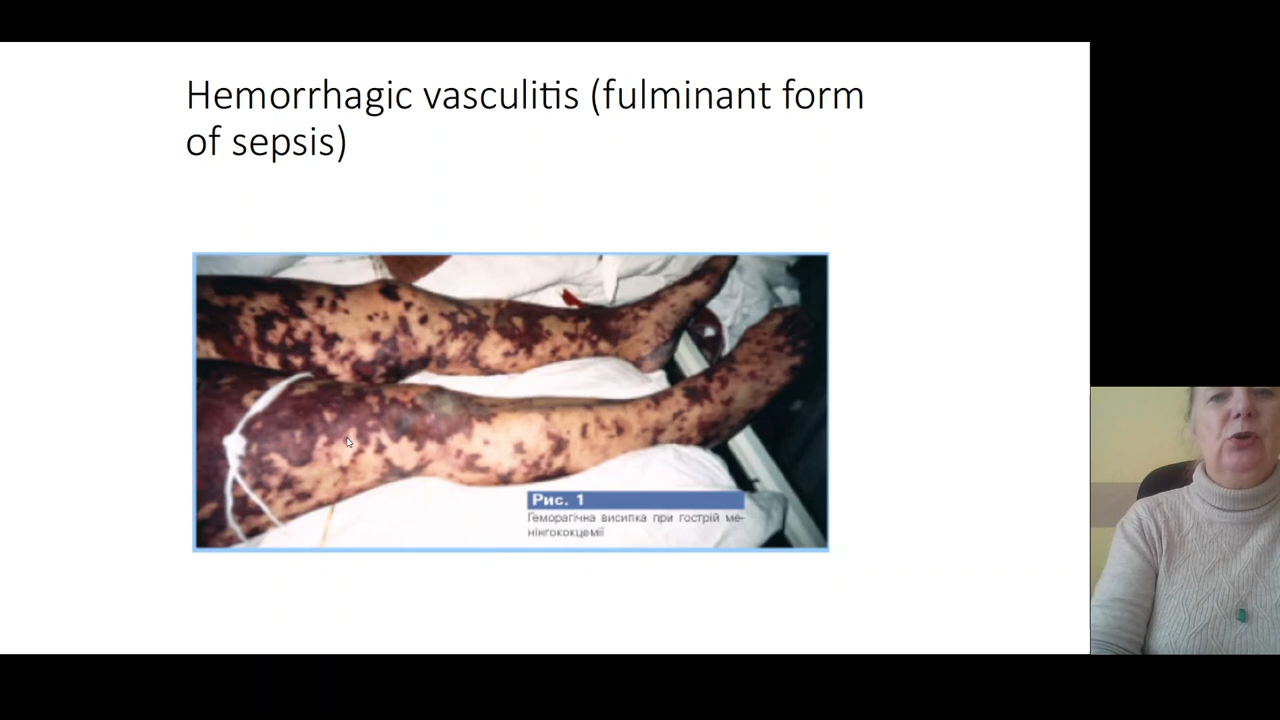 Hemorrhagic vasculitis (fulminant form
of sepsis)
Рис. 1
Геморагічна висипка при гострій ме-
нінгококцемії